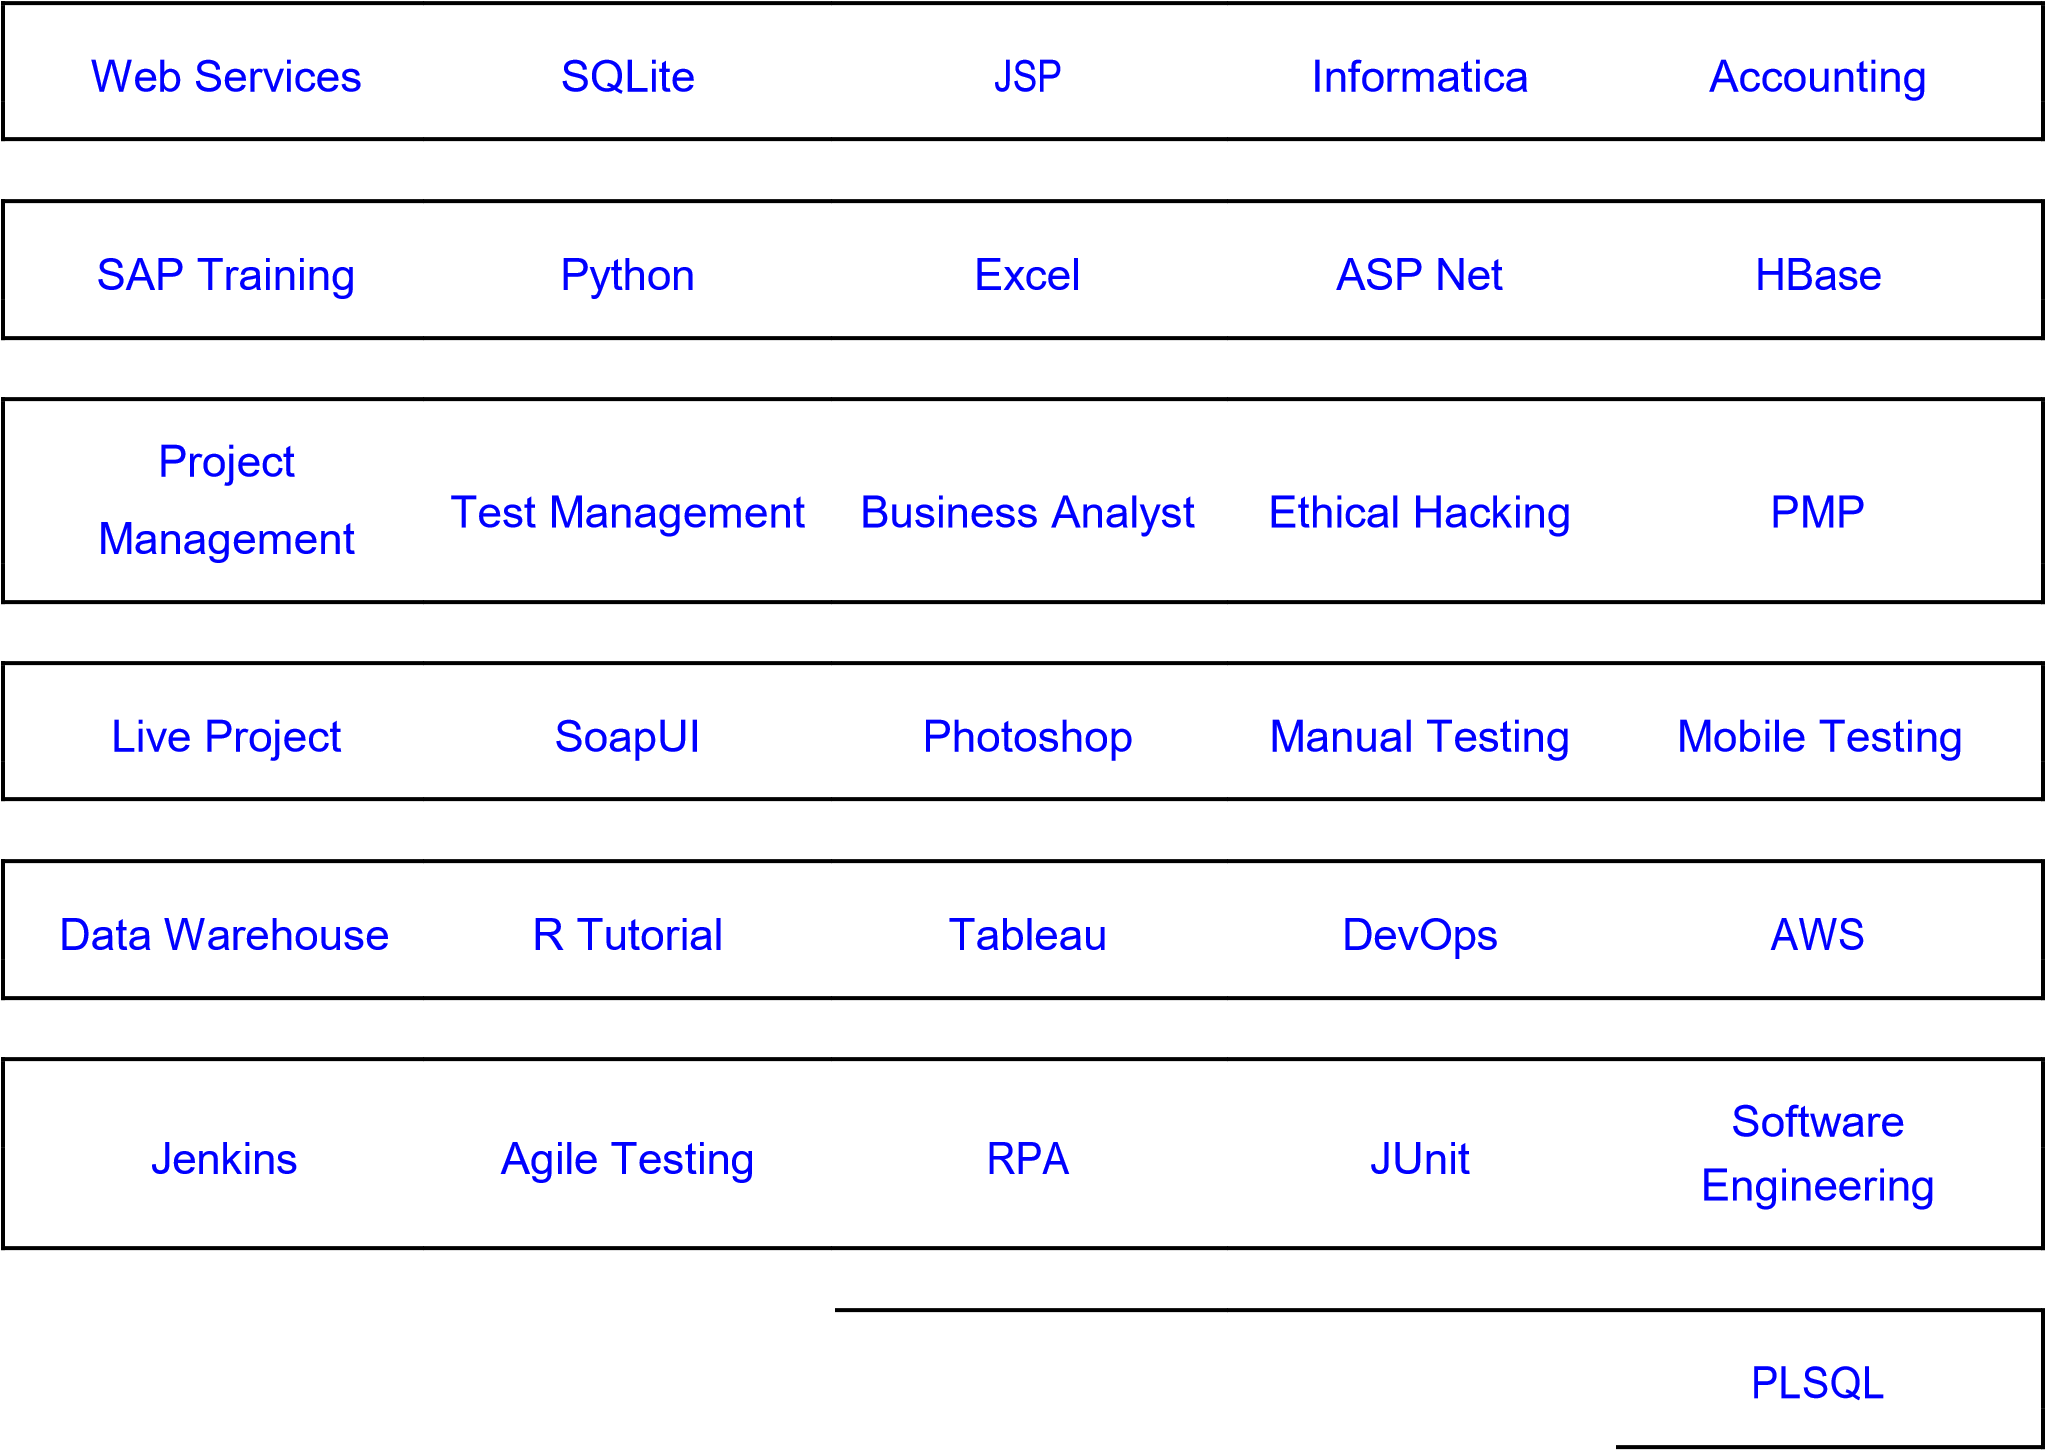 Web Services SQLite JSP Informatica Accounting
SAP Training Python Excel ASP Net HBase
Project
Management Test Management Business Analyst Ethical Hacking PMP
Live Project SoapUI Photoshop Manual Testing Mobile Testing
Data Warehouse R Tutorial Tableau DevOps AWS
Jenkins Agile Testing RPA JUnit Software
Engineering
PLSQL